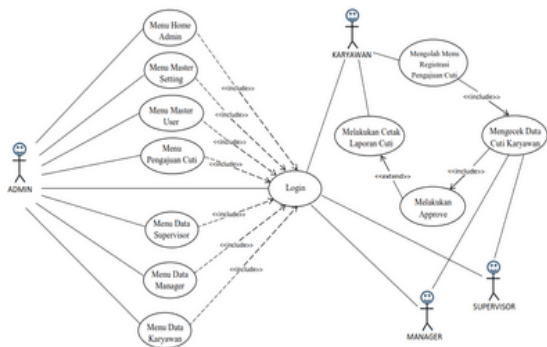 Menu Home
Admin
Menu Master
Setting
Menu Master
User
Menu
Pengajuan Cuti
ADMIN
Menu Data
Supervisor
Menu Data
Manager
Menu Data
Karyawan
<<include>>
<<include>>
<<include>>
<<include>>
<<include>>
<<include>>
<<include>>
Login
KARYAWAN
Mengolah Menu
Registrasi
Pengajuan Cuti
<<include>>
Melakukan Cetak
Laporan Cuti
Mengecek Data
Cuti Karyawan
<<extend>>
<<include>>
Melakukan
Approve
SUPERVISOR
MANAGER